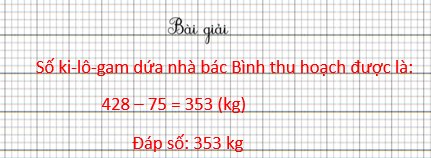 Bài giải
Số ki-lô-gam dứa nhà bác Bình thu hoạch được là:
428 – 75 = 353 (kg)
Đáp số: 353 kg